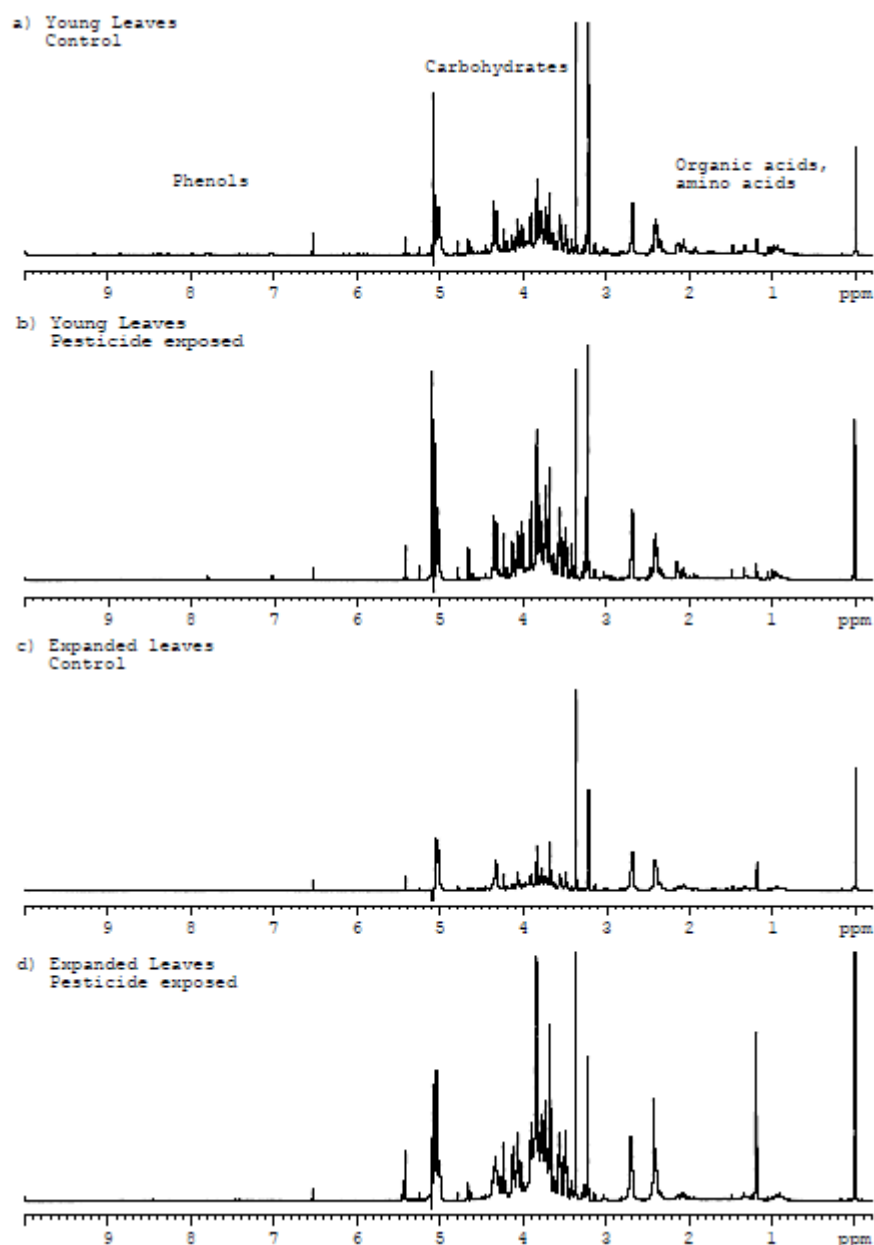 a) Young Leaves
Control
Carbohydrates
Phenols
Organic acids,
amino acids
9 8 7 6 5 4 3 2 1 ppm
b) Young Leaves
Pesticide exposed
9 8 7 6 5 4 3 2 1 ppm
c) Expanded leaves
Control
9 8 7 6 5 4 3 2 1 ppm
d) Expanded Leaves
Pesticide exposed
9 8 7 6 5 4 3 2 1 ppm